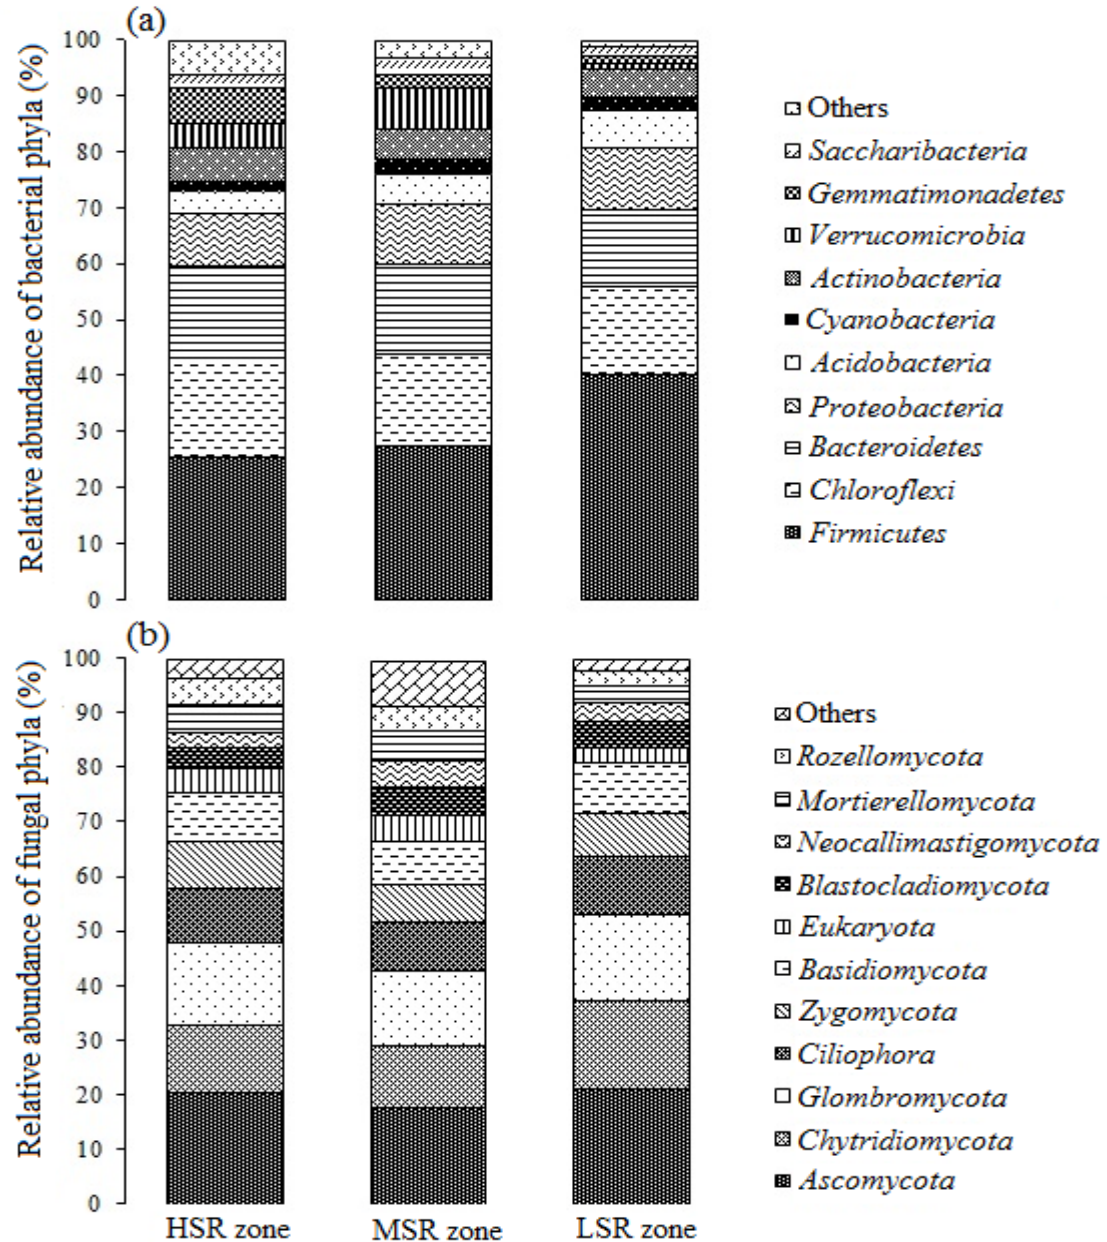 (a)
Relative abundance of bacterial phyla (%)
100
90
80
70
60
50
40
30
20
10
0
Others
Saccharibacteria
Gemmatimonadetes
Verrucomicrobia
Actinobacteria
Cyanobacteria
Acidobacteria
Proteobacteria
Bacteroidetes
Chloroflexi
Firmicutes
(b)
Relative abundance of fungal phyla (%)
100
90
80
70
60
50
40
30
20
10
0
Others
Rozellomycota
Mortierellomycota
Neocallimastigomycota
Blastocladiomycota
Eukaryota
Basidiomycota
Zygomycota
Ciliophora
Glombromycota
Chytridiomycota
Ascomycota
HSR zone
MSR zone
LSR zone